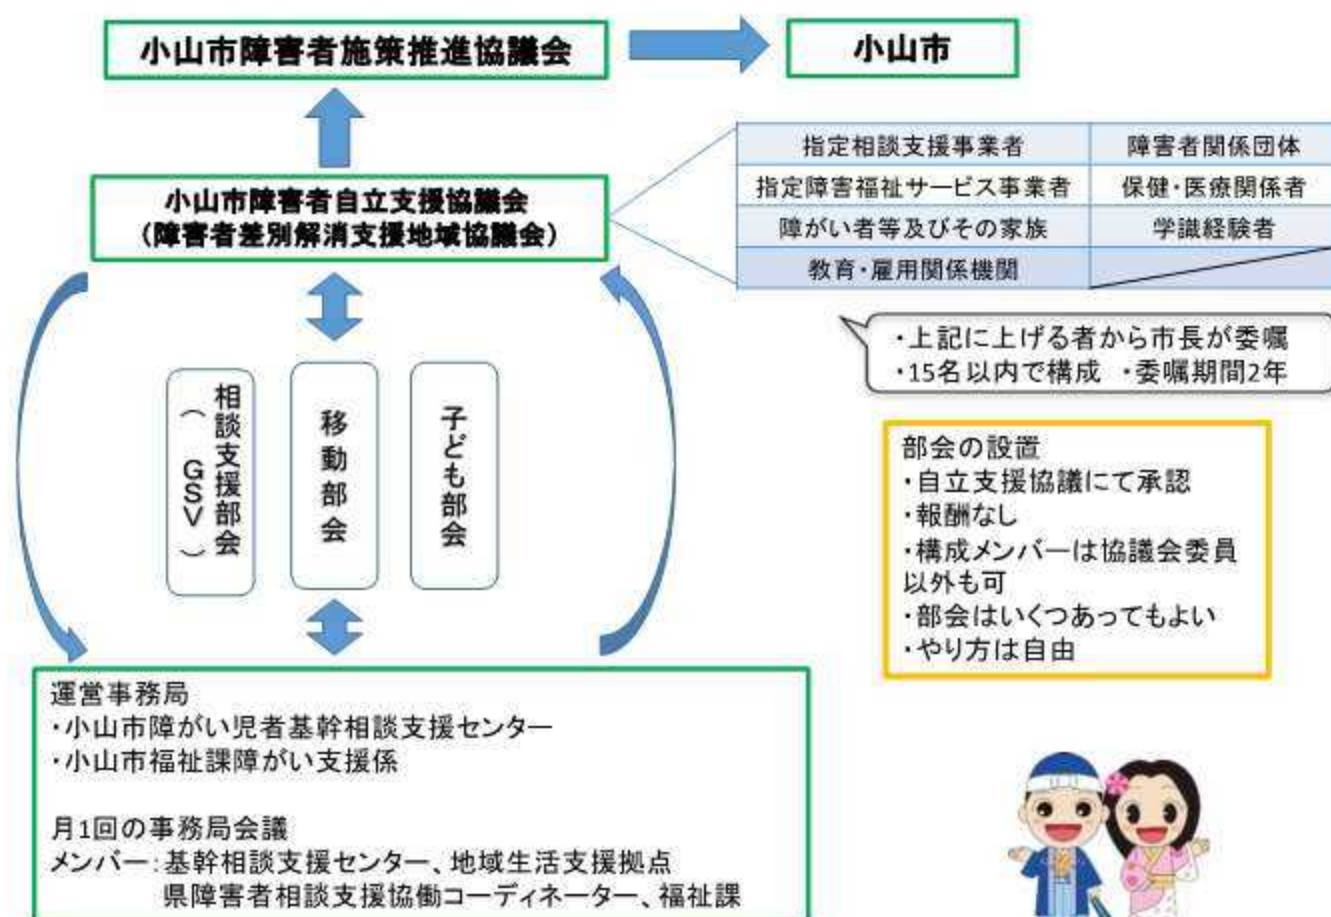 小山市障害者施策推進協議会
小山市
小山市障害者自立支援協議会
(障害者差別解消支援地域協議会)
指定相談支援事業者 障害者関係団体
指定障害福祉サービス事業者 保健・医療関係者
障がい者等及びその家族 学識経験者
教育・雇用関係機関
・上記に上げる者から市長が委嘱
・15名以内で構成 ・委嘱期間2年
相談支援部会
(GSV)
移動部会
子ども部会
部会の設置
・自立支援協議にて承認
・報酬なし
・構成メンバーは協議会委員
以外も可
・部会はいくつあってもよい
・やり方は自由
運営事務局
・小山市障がい児者基幹相談支援センター
・小山市福祉課障がい支援係
月1回の事務局会議
メンバー:基幹相談支援センター、地域生活支援拠点
県障害者相談支援協働コーディネーター、福祉課